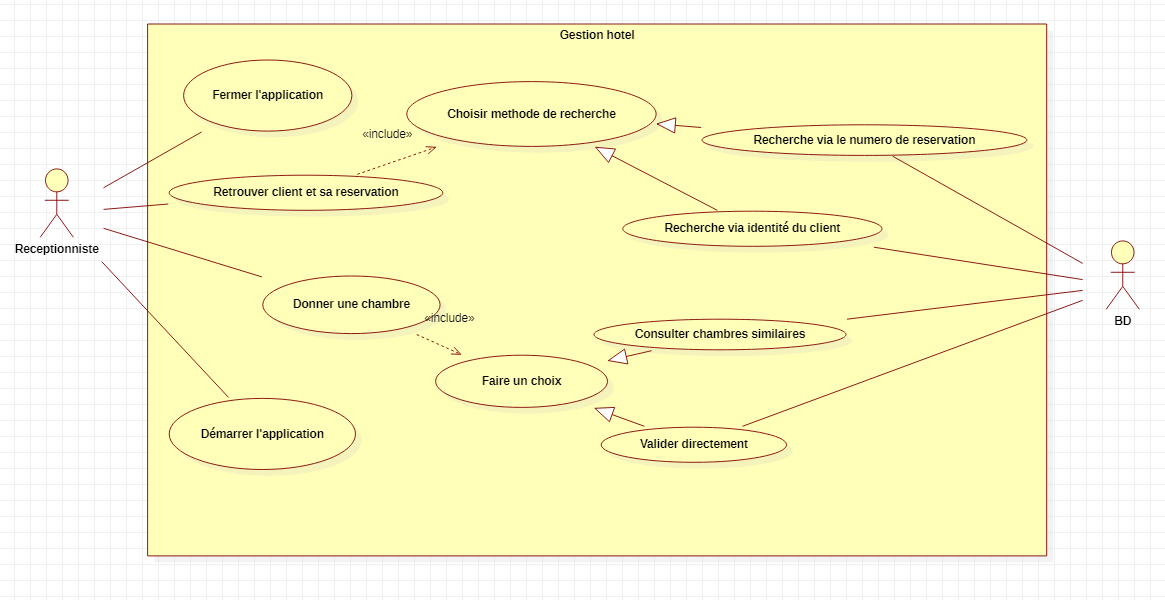 Gestion hotel
Fermer l'application
Choisir methode de recherche
«include»
Recherche via le numero de reservation
Retrouver client et sa reservation
Recherche via identité du client
Receptionniste
Donner une chambre
«include»
BD
Consulter chambres similaires
Faire un choix
Démarrer l'application
Valider directement